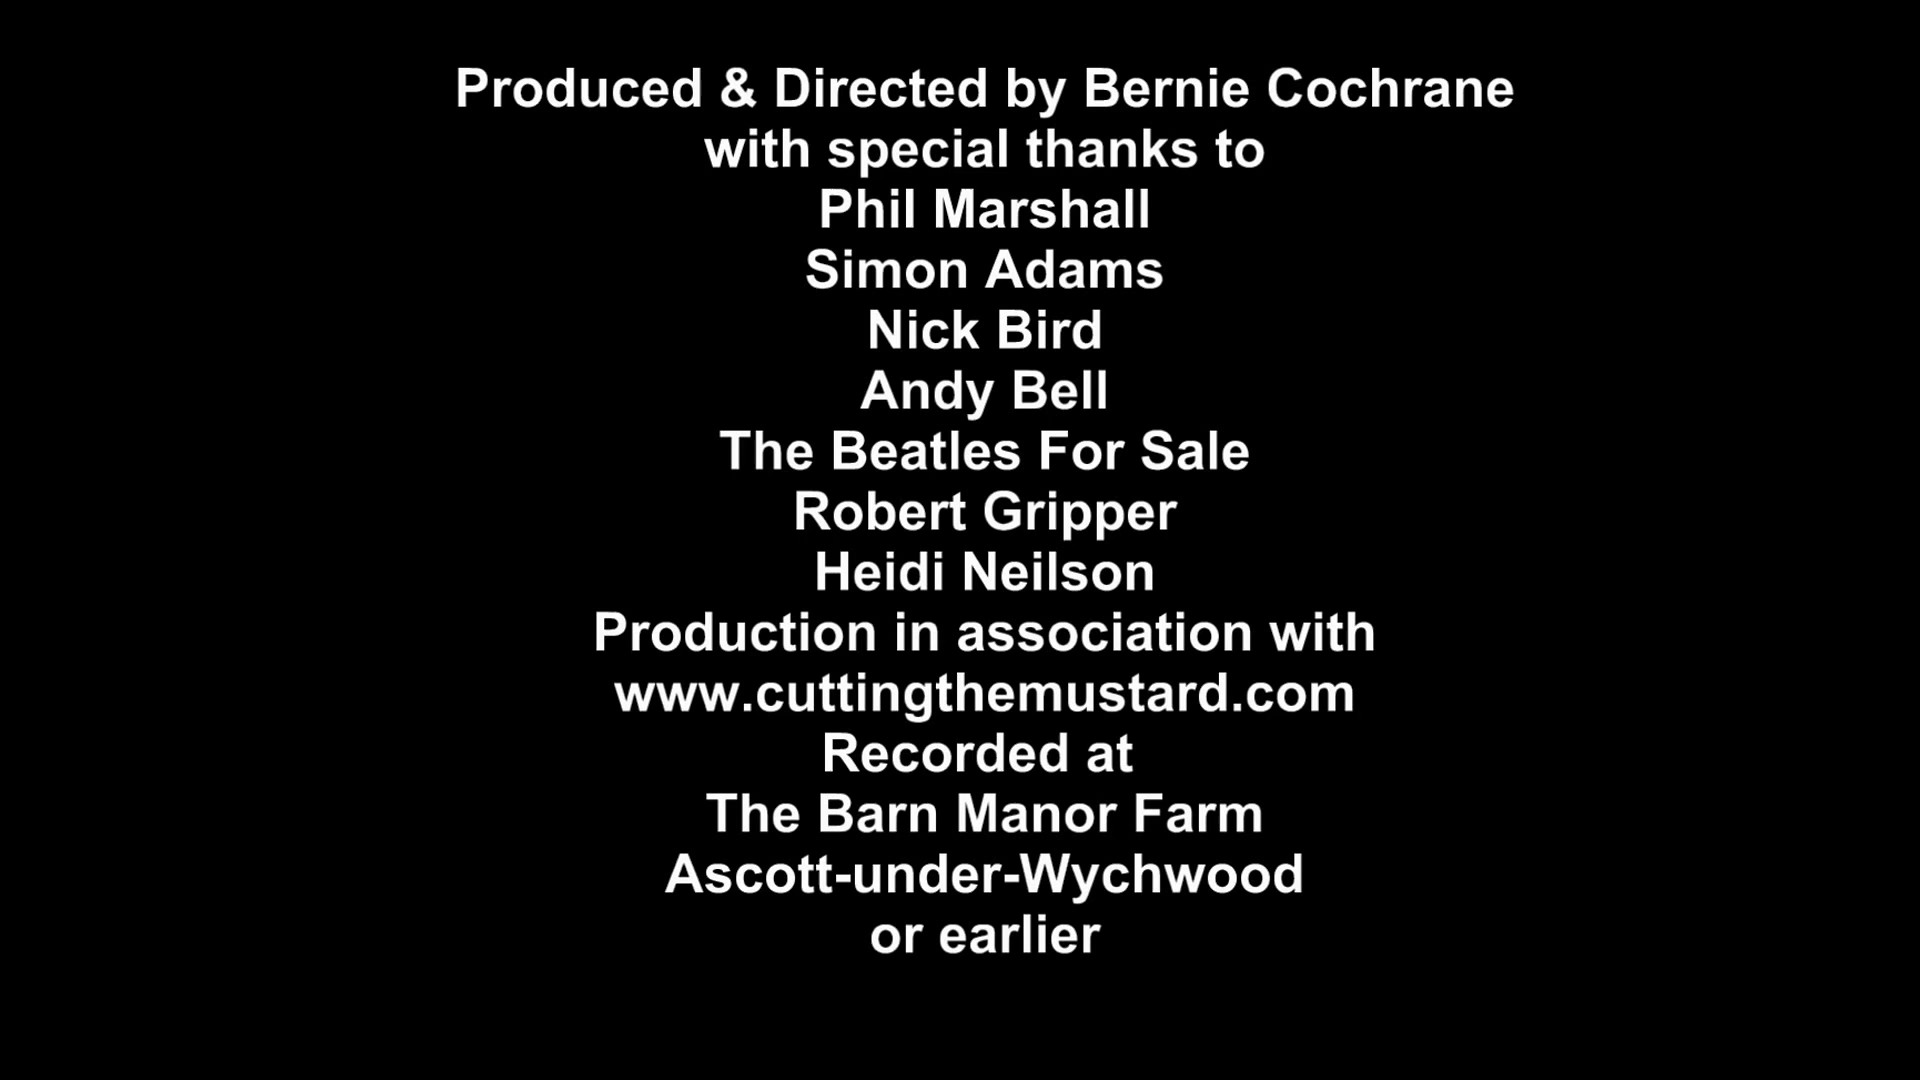 Produced & Directed by Bernie Cochrane
with special thanks to
Phil Marshall
Simon Adams
Nick Bird
Andy Bell
The Beatles For Sale
Robert Gripper
Heidi Neilson
Production in association with
www.cuttingthemustard.com
Recorded at
The Barn Manor Farm
Ascott-under-Wychwood
or earlier